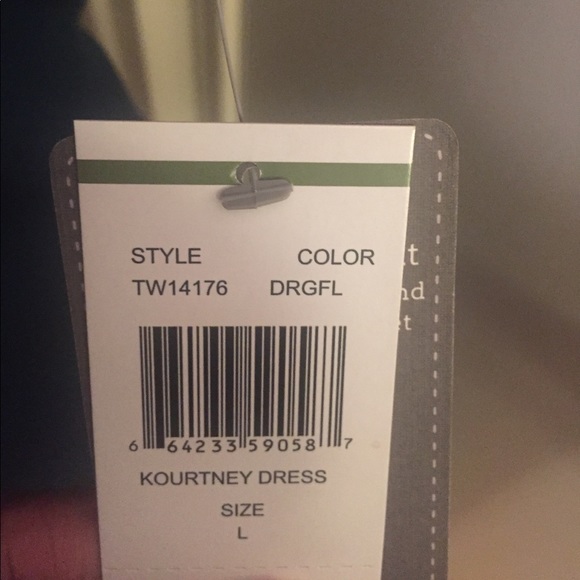 STYLE COLOR
TW14176 DRGFL
6 64233 59058 7
KOURTNEY DRESS
SIZE
L